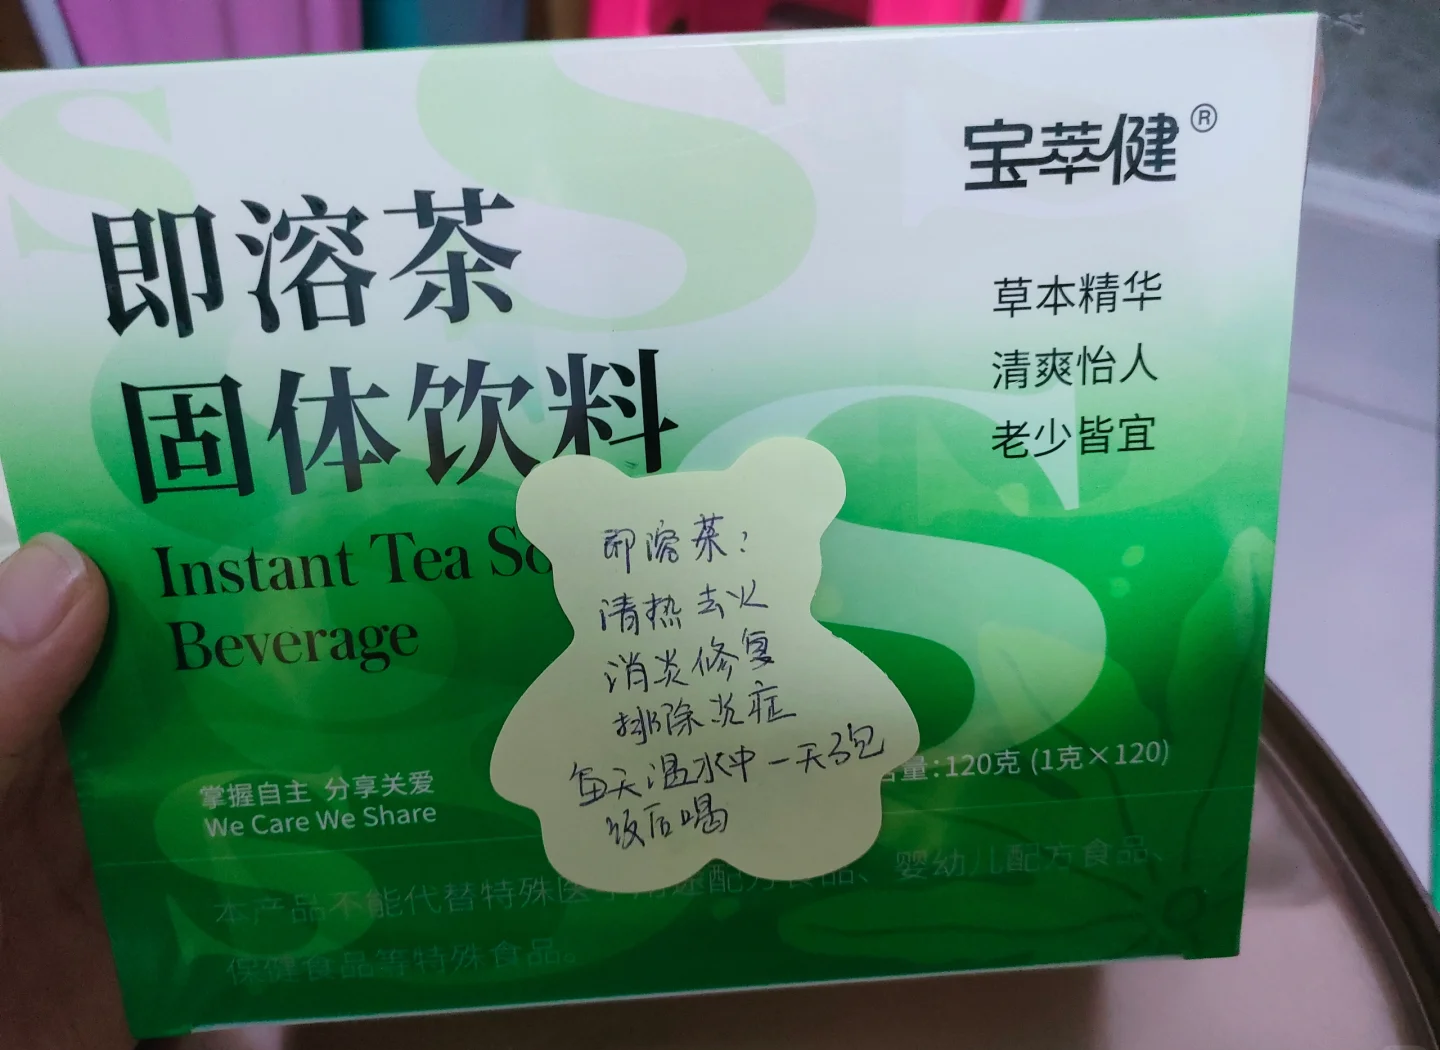 宝萃健®
即溶茶
固体饮料
Instant Tea So
Beverage
草本精华
清爽怡人
老少皆宜
即溶茶:
清热去火
消炎修复
排除炎症
每天温水冲一天3包
饭后喝
掌握自主 分享关爱
We Care We Share
量:120克 (1克×120)
本产品不能代替特殊医学用途配方食品、婴幼儿配方食品、
保健食品等特殊食品。